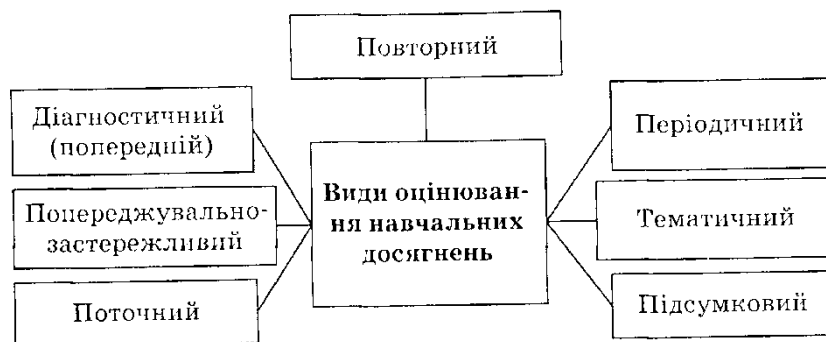 Повторний
Діагностичний
(попередній)
Попереджувально-
застережливий
Поточний
Види оцінюван-
ня навчальних
досягнень
Періодичний
Тематичний
Підсумковий